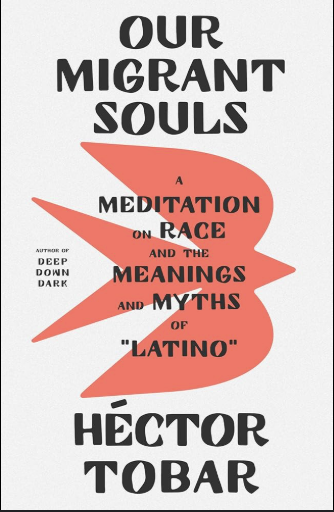 OUR
MIGRANT
SOULS
A
MEDITATION
ON RACE
AND THE
MEANINGS
AND MYTHS
OF
"LATINO"
AUTHOR OF
DEEP
DOWN
DARK
HÉCTOR
TOBAR